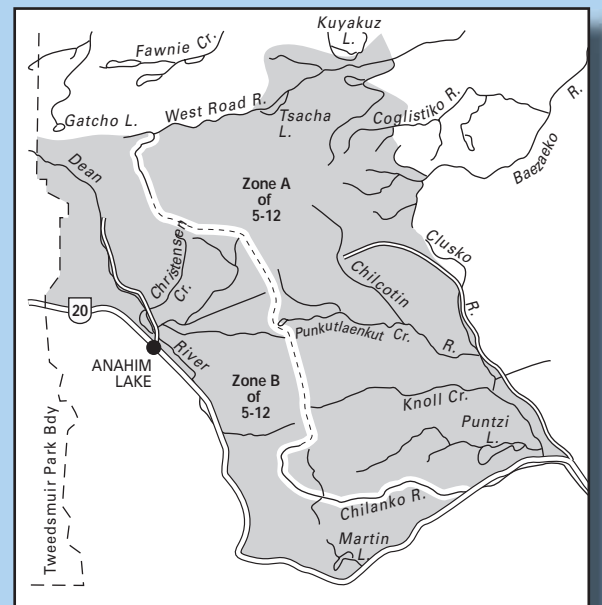 Kuyakuz
L.
Fawnie Cr.
Gatcho L.
West Road R.
Tsacha
L.
Coglistiko R.
Baezaeko
R.
Dean
Zone A
of
5-12
Christensen
Cr.
Clusko
R.
Chilcotin
R.
20
Punkutlaenkut Cr.
ANAHIM
LAKE
River
Zone B
of
5-12
Knoll Cr.
Puntzi
L.
Chilanko R.
Martin
L.
Tweedsmuir Park Bdy